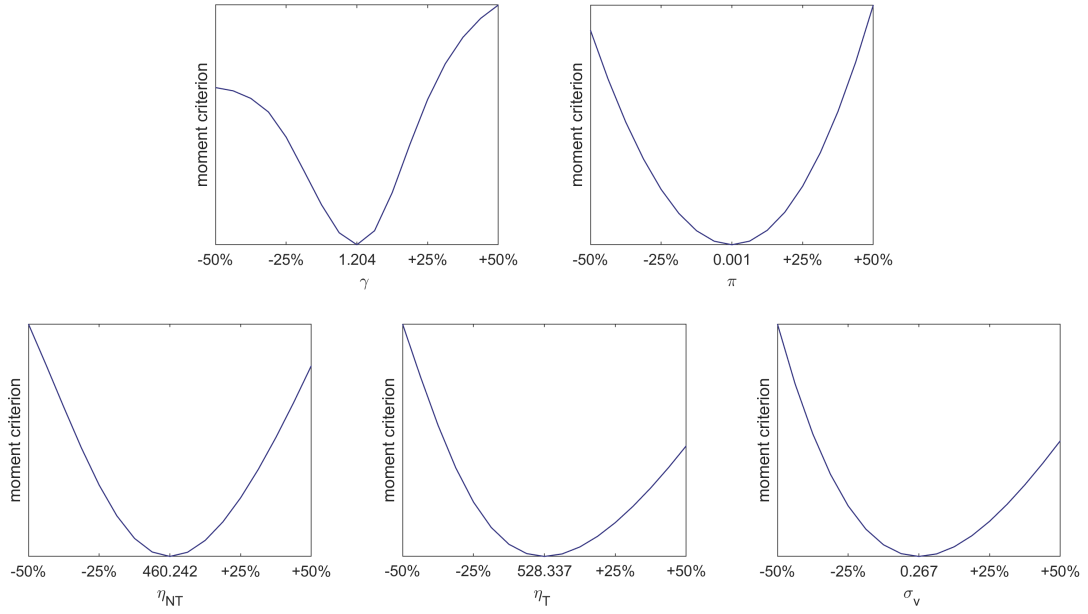 moment criterion
-50% -25% 1.204 +25% +50%
γ
moment criterion
-50% -25% 0.001 +25% +50%
π
moment criterion
-50% -25% 460.242 +25% +50%
η_NT
moment criterion
-50% -25% 528.337 +25% +50%
η_T
moment criterion
-50% -25% 0.267 +25% +50%
σ_v